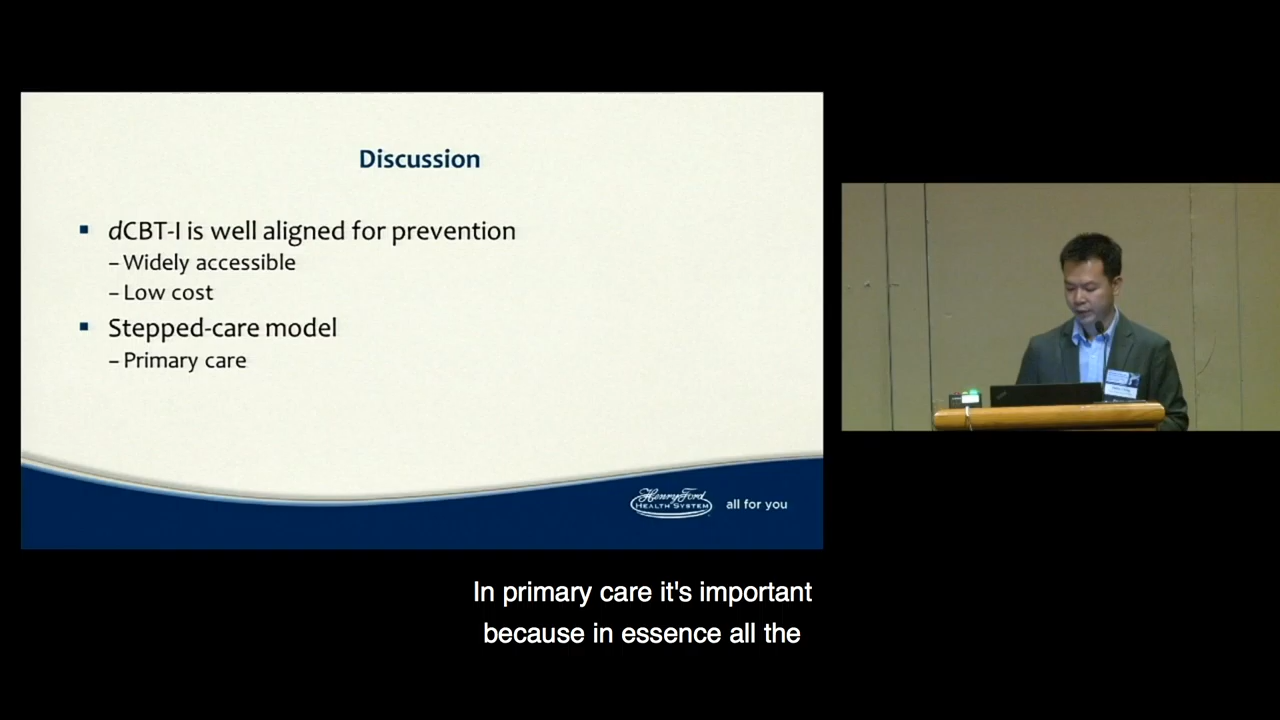 Discussion
▪ dCBT-I is well aligned for prevention
– Widely accessible
– Low cost
▪ Stepped-care model
– Primary care
Henry Ford
HEALTH SYSTEM
all for you
In primary care it's important
because in essence all the